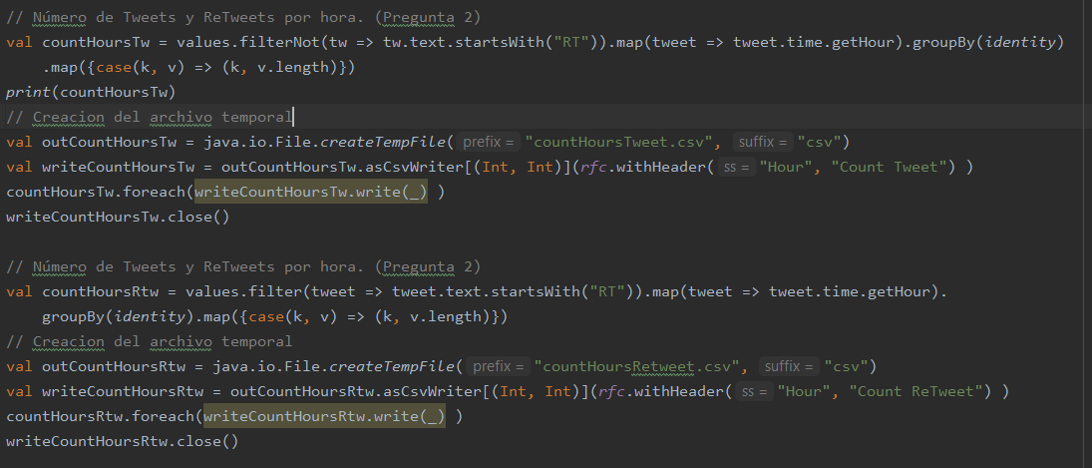 // Número de Tweets y ReTweets por hora. (Pregunta 2)
val countHoursTw = values.filterNot(tw => tw.text.startsWith("RT")).map(tweet => tweet.time.getHour).groupBy(identity)
    .map({case(k, v) => (k, v.length)})
print(countHoursTw)
// Creacion del archivo temporal
val outCountHoursTw = java.io.File.createTempFile( prefix = "countHoursTweet.csv", suffix = "csv")
val writeCountHoursTw = outCountHoursTw.asCsvWriter[(Int, Int)](rfc.withHeader( ss = "Hour", "Count Tweet") )
countHoursTw.foreach(writeCountHoursTw.write(_) )
writeCountHoursTw.close()

// Número de Tweets y ReTweets por hora. (Pregunta 2)
val countHoursRtw = values.filter(tweet => tweet.text.startsWith("RT")).map(tweet => tweet.time.getHour).
    groupBy(identity).map({case(k, v) => (k, v.length)})
// Creacion del archivo temporal
val outCountHoursRtw = java.io.File.createTempFile( prefix = "countHoursRetweet.csv", suffix = "csv")
val writeCountHoursRtw = outCountHoursRtw.asCsvWriter[(Int, Int)](rfc.withHeader( ss = "Hour", "Count ReTweet") )
countHoursRtw.foreach(writeCountHoursRtw.write(_) )
writeCountHoursRtw.close()